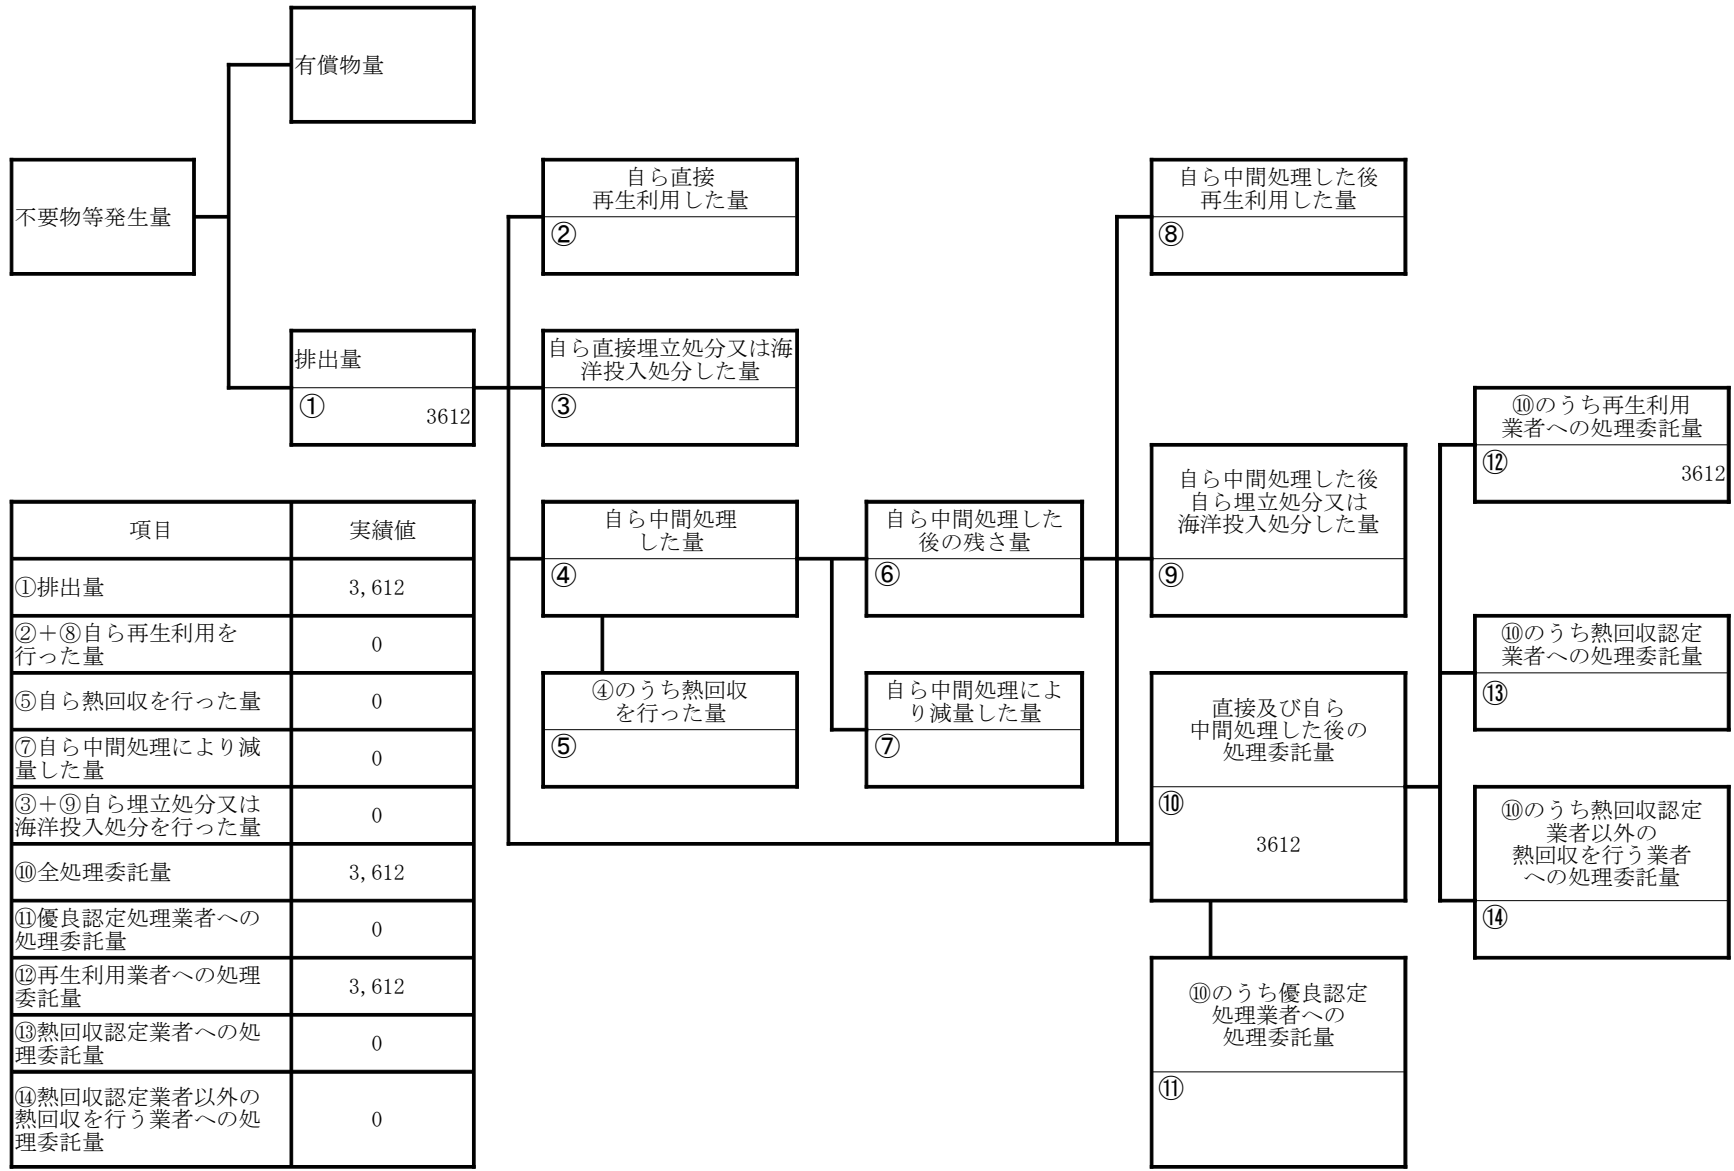 有償物量
不要物等発生量
自ら直接
再生利用した量
②
自ら中間処理した後
再生利用した量
⑧
排出量
①
3612
自ら直接埋立処分又は海
洋投入処分した量
③
⑩のうち再生利用
業者への処理委託量
⑫
3612
自ら中間処理
した量
④
自ら中間処理した
後の残さ量
⑥
自ら中間処理した後
自ら埋立処分又は
海洋投入処分した量
⑨
④のうち熱回収
を行った量
⑤
自ら中間処理によ
り減量した量
⑦
直接及び自ら
中間処理した後の
処理委託量
⑩
3612
⑩のうち熱回収認定
業者への処理委託量
⑬
⑩のうち熱回収認定
業者以外の
熱回収を行う業者
への処理委託量
⑭
⑩のうち優良認定
処理業者への
処理委託量
⑪
項目 実績値
①排出量 3,612
②＋⑧自ら再生利用を
行った量
0
⑤自ら熱回収を行った量 0
⑦自ら中間処理により減
量した量
0
③＋⑨自ら埋立処分又は
海洋投入処分を行った量
0
⑩全処理委託量 3,612
⑪優良認定処理業者への
処理委託量
0
⑫再生利用業者への処理
委託量
3,612
⑬熱回収認定業者への処
理委託量
0
⑭熱回収認定業者以外の
熱回収を行う業者への処
理委託量
0